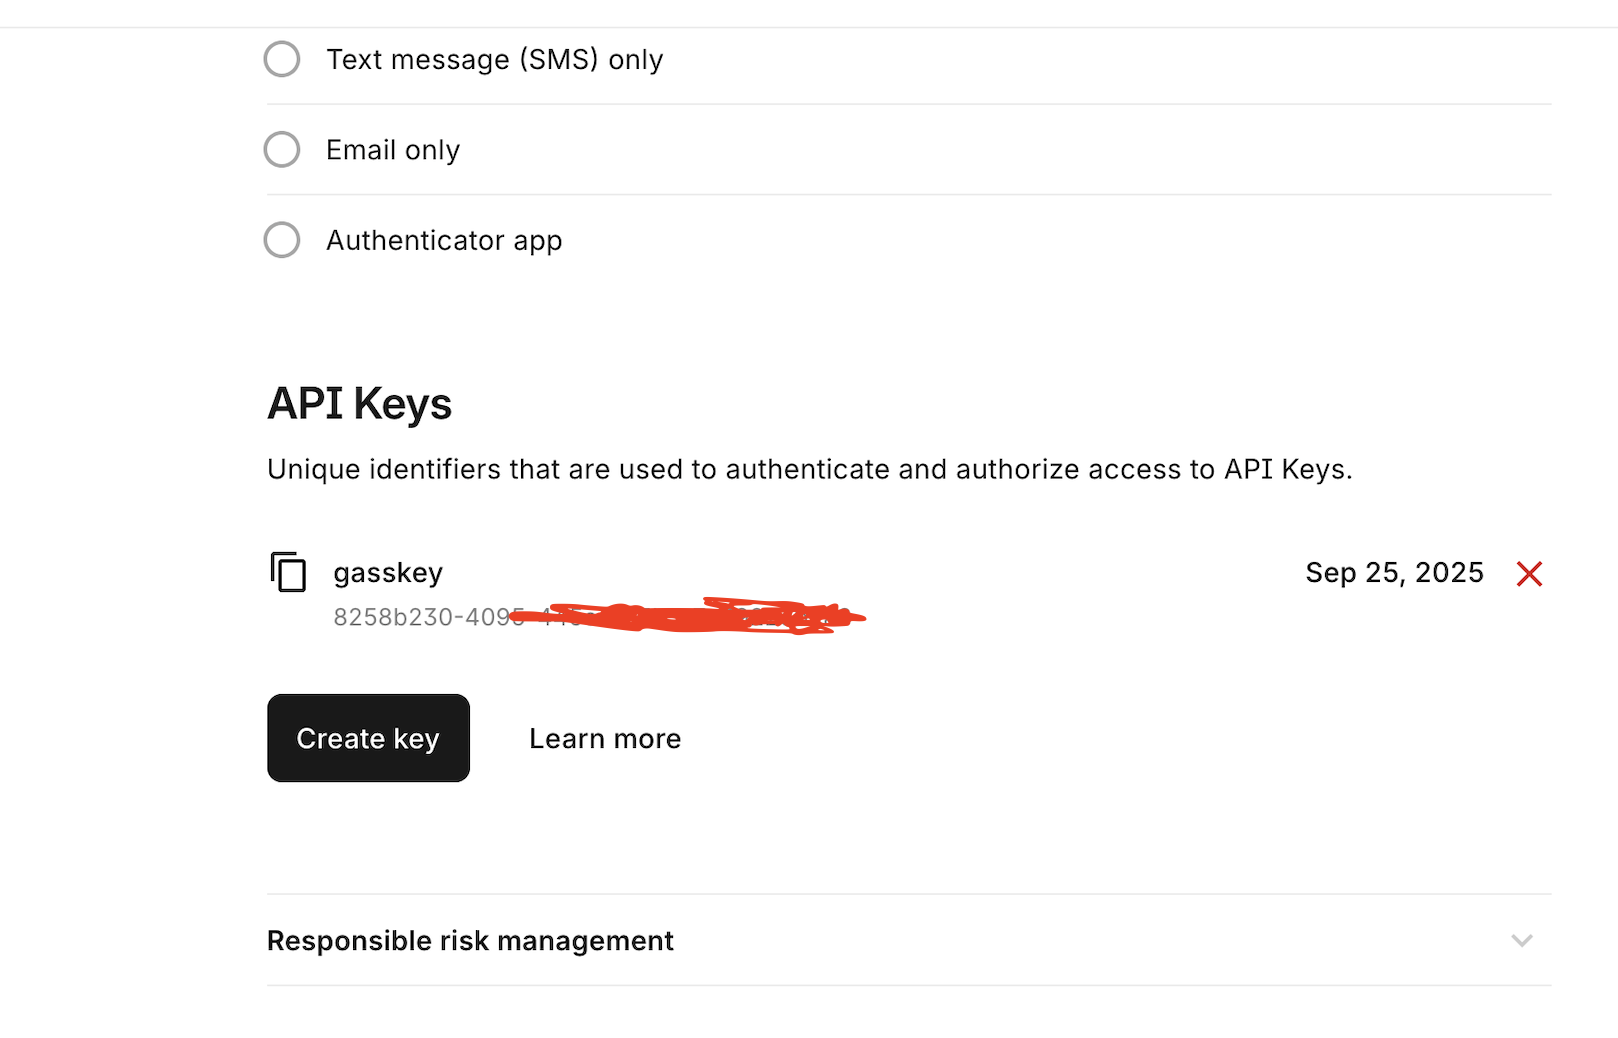 Text message (SMS) only
Email only
Authenticator app
API Keys
Unique identifiers that are used to authenticate and authorize access to API Keys.
gasskey
Sep 25, 2025
8258b230-409
Create key
Learn more
Responsible risk management